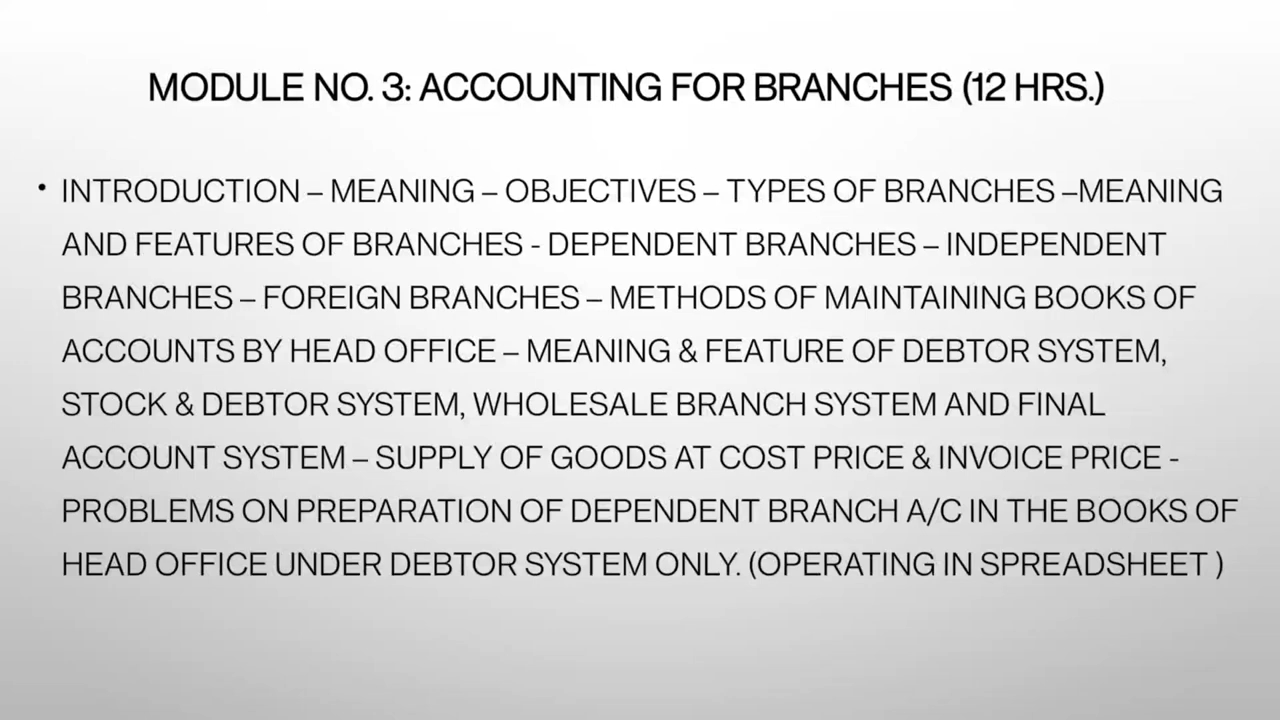 MODULE NO. 3: ACCOUNTING FOR BRANCHES (12 HRS.)
• INTRODUCTION – MEANING – OBJECTIVES – TYPES OF BRANCHES –MEANING
AND FEATURES OF BRANCHES - DEPENDENT BRANCHES – INDEPENDENT
BRANCHES – FOREIGN BRANCHES – METHODS OF MAINTAINING BOOKS OF
ACCOUNTS BY HEAD OFFICE – MEANING & FEATURE OF DEBTOR SYSTEM,
STOCK & DEBTOR SYSTEM, WHOLESALE BRANCH SYSTEM AND FINAL
ACCOUNT SYSTEM – SUPPLY OF GOODS AT COST PRICE & INVOICE PRICE -
PROBLEMS ON PREPARATION OF DEPENDENT BRANCH A/C IN THE BOOKS OF
HEAD OFFICE UNDER DEBTOR SYSTEM ONLY. (OPERATING IN SPREADSHEET )